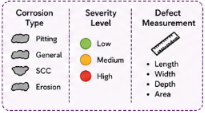 Corrosion
Type
Pitting
General
SCC
Erosion
Severity
Level
Low
Medium
High
Defect
Measurement
• Length
• Width
• Depth
• Area